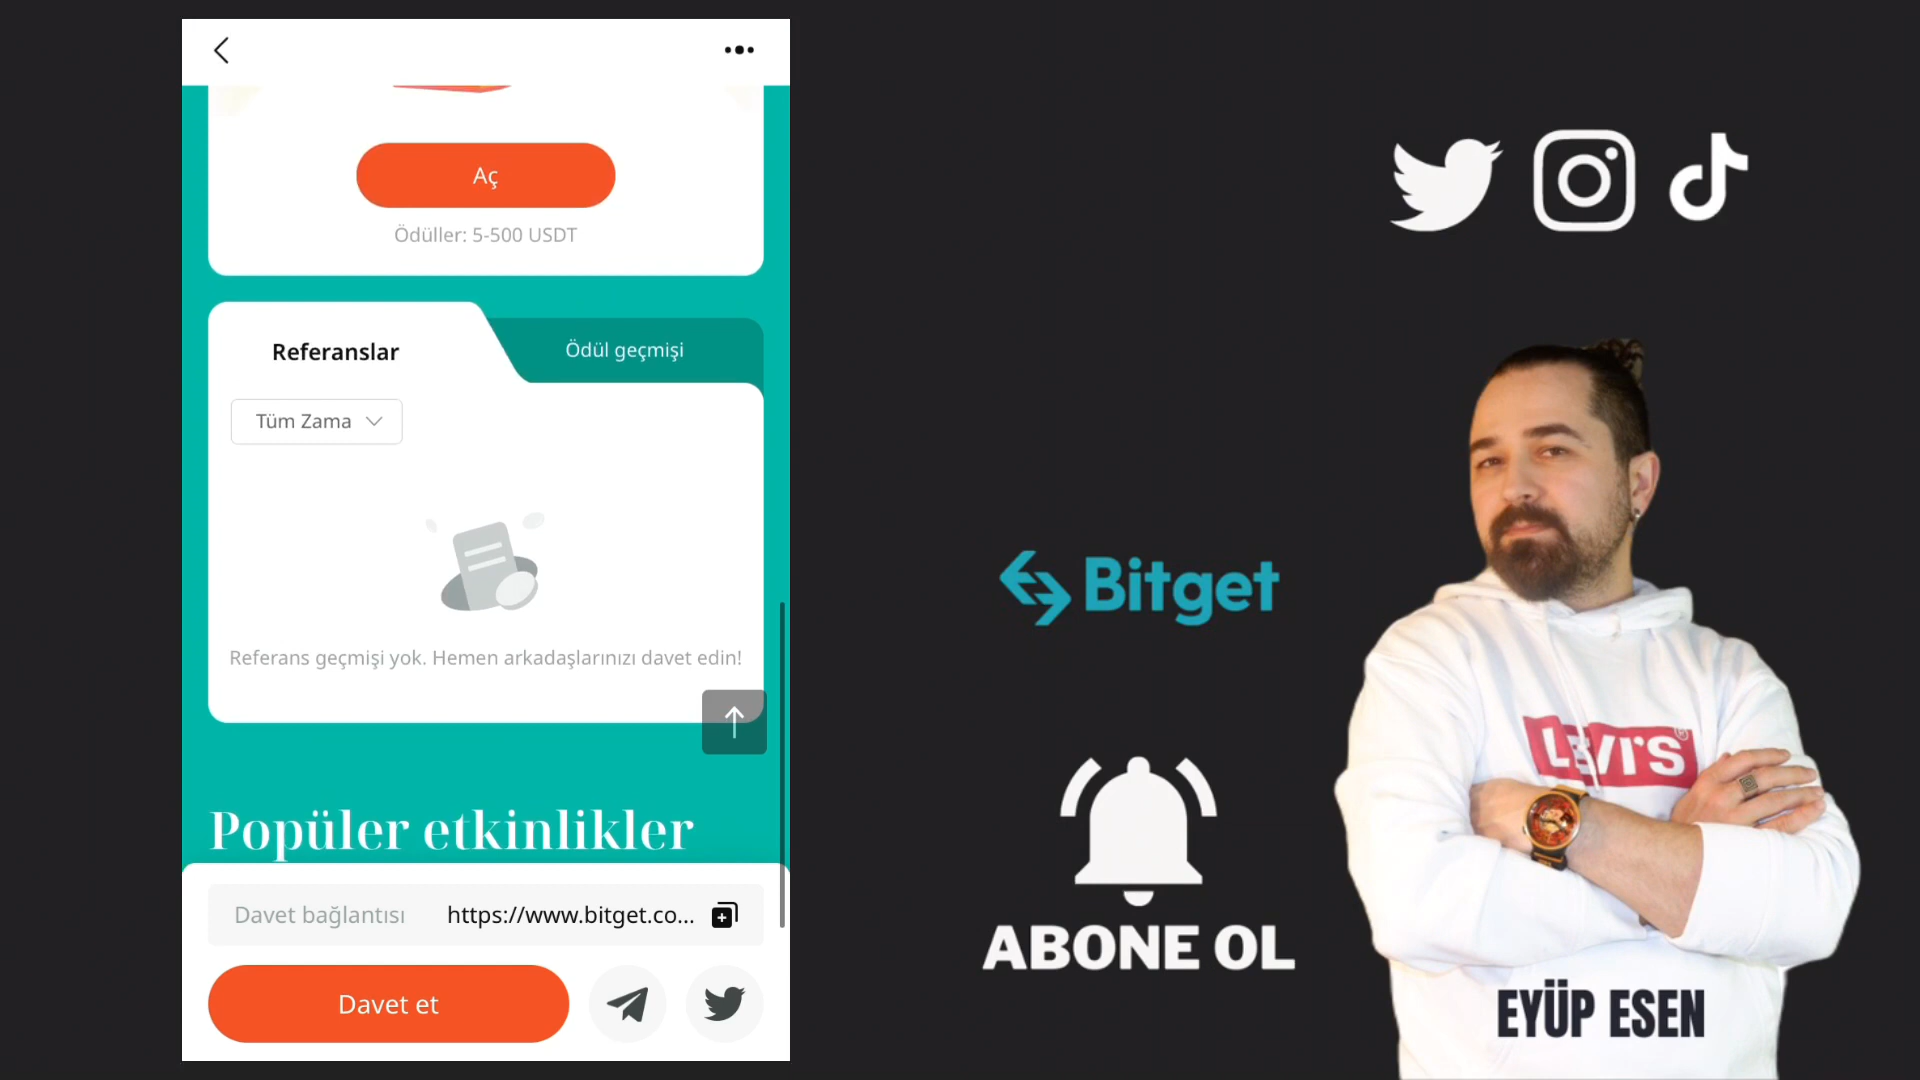 Aç
Ödüller: 5-500 USDT
Referanslar
Ödül geçmişi
Tüm Zama
Referans geçmişi yok. Hemen arkadaşlarınızı davet edin!
Popüler etkinlikler
Davet bağlantısı https://www.bitget.co...
Davet et
Bitget
ABONE OL
LEVI'S®
EYÜP ESEN